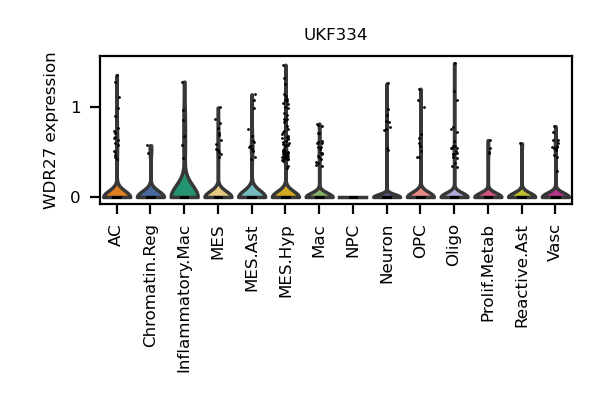 UKF334
WDR27 expression
1
0
AC
Chromatin.Reg
Inflammatory.Mac
MES
MES.Ast
MES.Hyp
Mac
NPC
Neuron
OPC
Oligo
Prolif.Metab
Reactive.Ast
Vasc